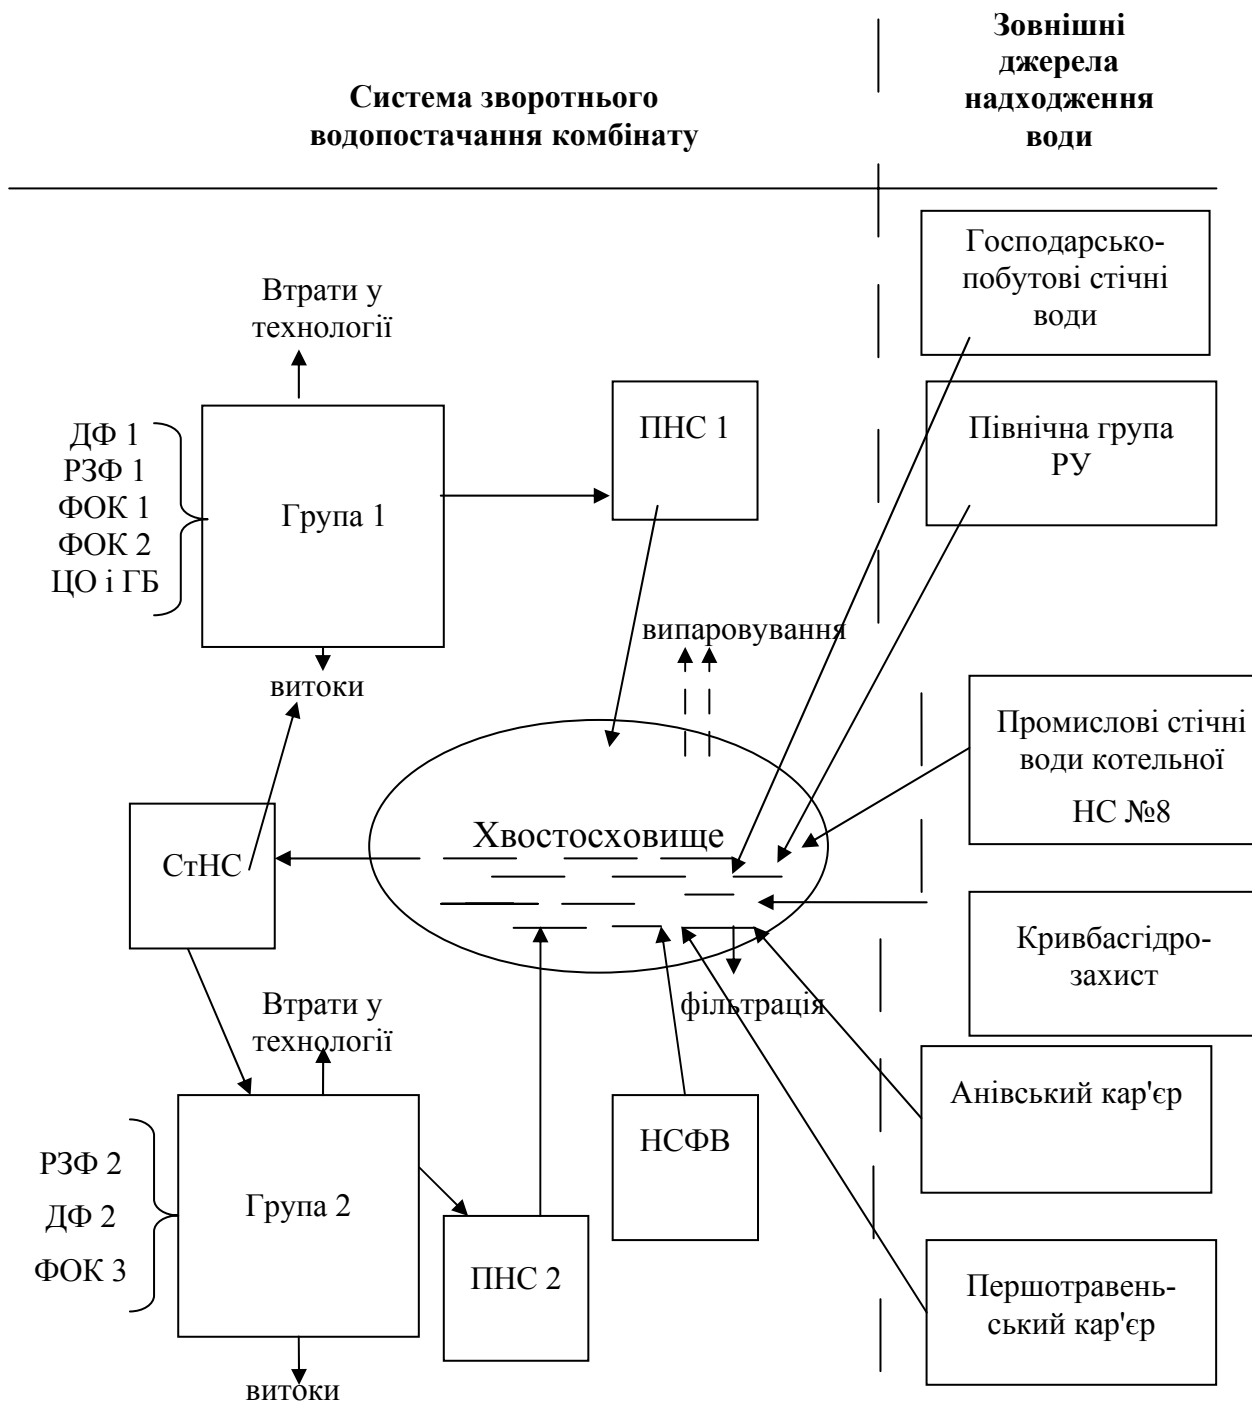 Система зворотнього
водопостачання комбінату
Зовнішні
джерела
надходження
води
Господарсько-
побутові стічні
води
Втрати у
технології
ДФ 1
РЗФ 1
ФОК 1
ФОК 2
ЦО і ГБ
Група 1
ПНС 1
Північна група
РУ
випаровування
витоки
Промислові стічні
води котельної
НС №8
Хвостосховище
СтНС
Кривбасгідро-
захист
Втрати у
технології
фільтрація
Анівський кар'єр
НСФВ
РЗФ 2
ДФ 2
ФОК 3
Група 2
ПНС 2
Першотравень-
ський кар'єр
витоки